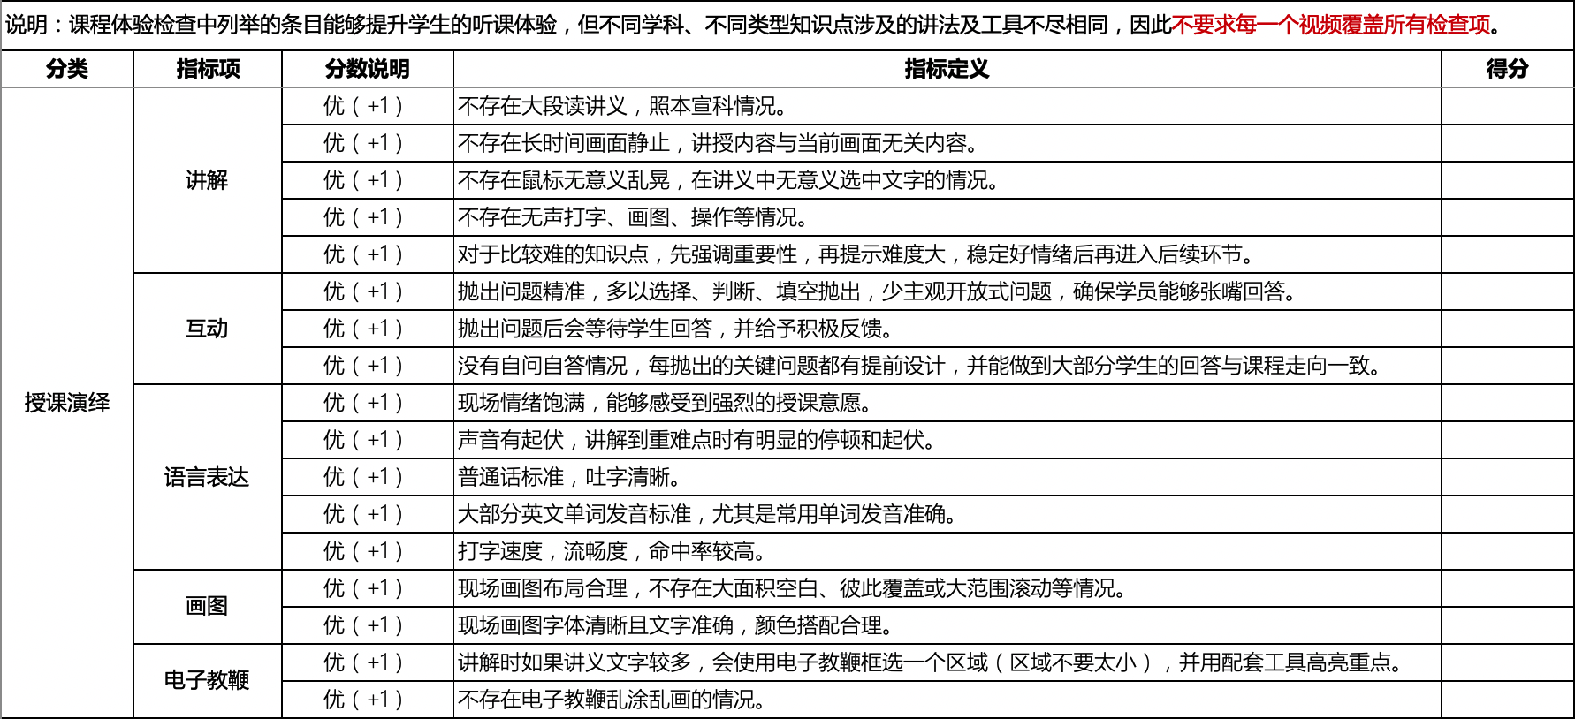 说明：课程体验检查中列举的条目能够提升学生的听课体验，但不同学科、不同类型知识点涉及的讲法及工具不尽相同，因此不要求每一个视频覆盖所有检查项。
分类 指标项 分数说明 指标定义 得分
授课演绎
讲解
优（+1） 不存在大段读讲义，照本宣科情况。
优（+1） 不存在长时间画面静止，讲授内容与当前画面无关内容。
优（+1） 不存在鼠标无意义乱晃，在讲义中无意义选中文字的情况。
优（+1） 不存在无声打字、画图、操作等情况。
优（+1） 对于比较难的知识点，先强调重要性，再提示难度大，稳定好情绪后再进入后续环节。
互动
优（+1） 抛出问题精准，多以选择、判断、填空抛出，少主观开放式问题，确保学员能够张嘴回答。
优（+1） 抛出问题后会等待学生回答，并给予积极反馈。
优（+1） 没有自问自答情况，每抛出的关键问题都有提前设计，并能做到大部分学生的回答与课程走向一致。
语言表达
优（+1） 现场情绪饱满，能够感受到强烈的授课意愿。
优（+1） 声音有起伏，讲解到重难点时有明显的停顿和起伏。
优（+1） 普通话标准，吐字清晰。
优（+1） 大部分英文单词发音标准，尤其是常用单词发音准确。
优（+1） 打字速度，流畅度，命中率较高。
画图
优（+1） 现场画图布局合理，不存在大面积空白、彼此覆盖或大范围滚动等情况。
优（+1） 现场画图字体清晰且文字准确，颜色搭配合理。
电子教鞭
优（+1） 讲解时如果讲义文字较多，会使用电子教鞭框选一个区域（区域不要太小），并用配套工具高亮重点。
优（+1） 不存在电子教鞭乱涂乱画的情况。